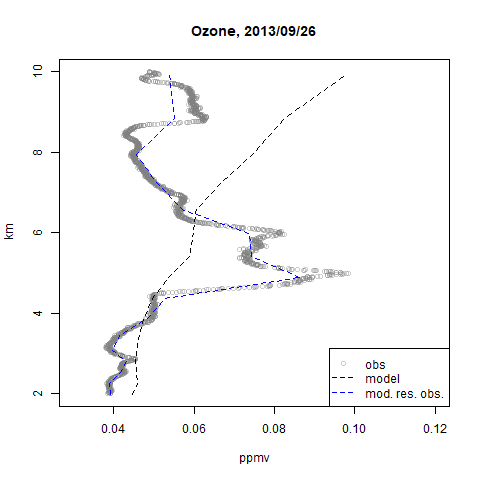 Ozone, 2013/09/26
10
8
6
4
2
km
0.04 0.06 0.08 0.10 0.12
ppmv
obs
model
mod. res. obs.